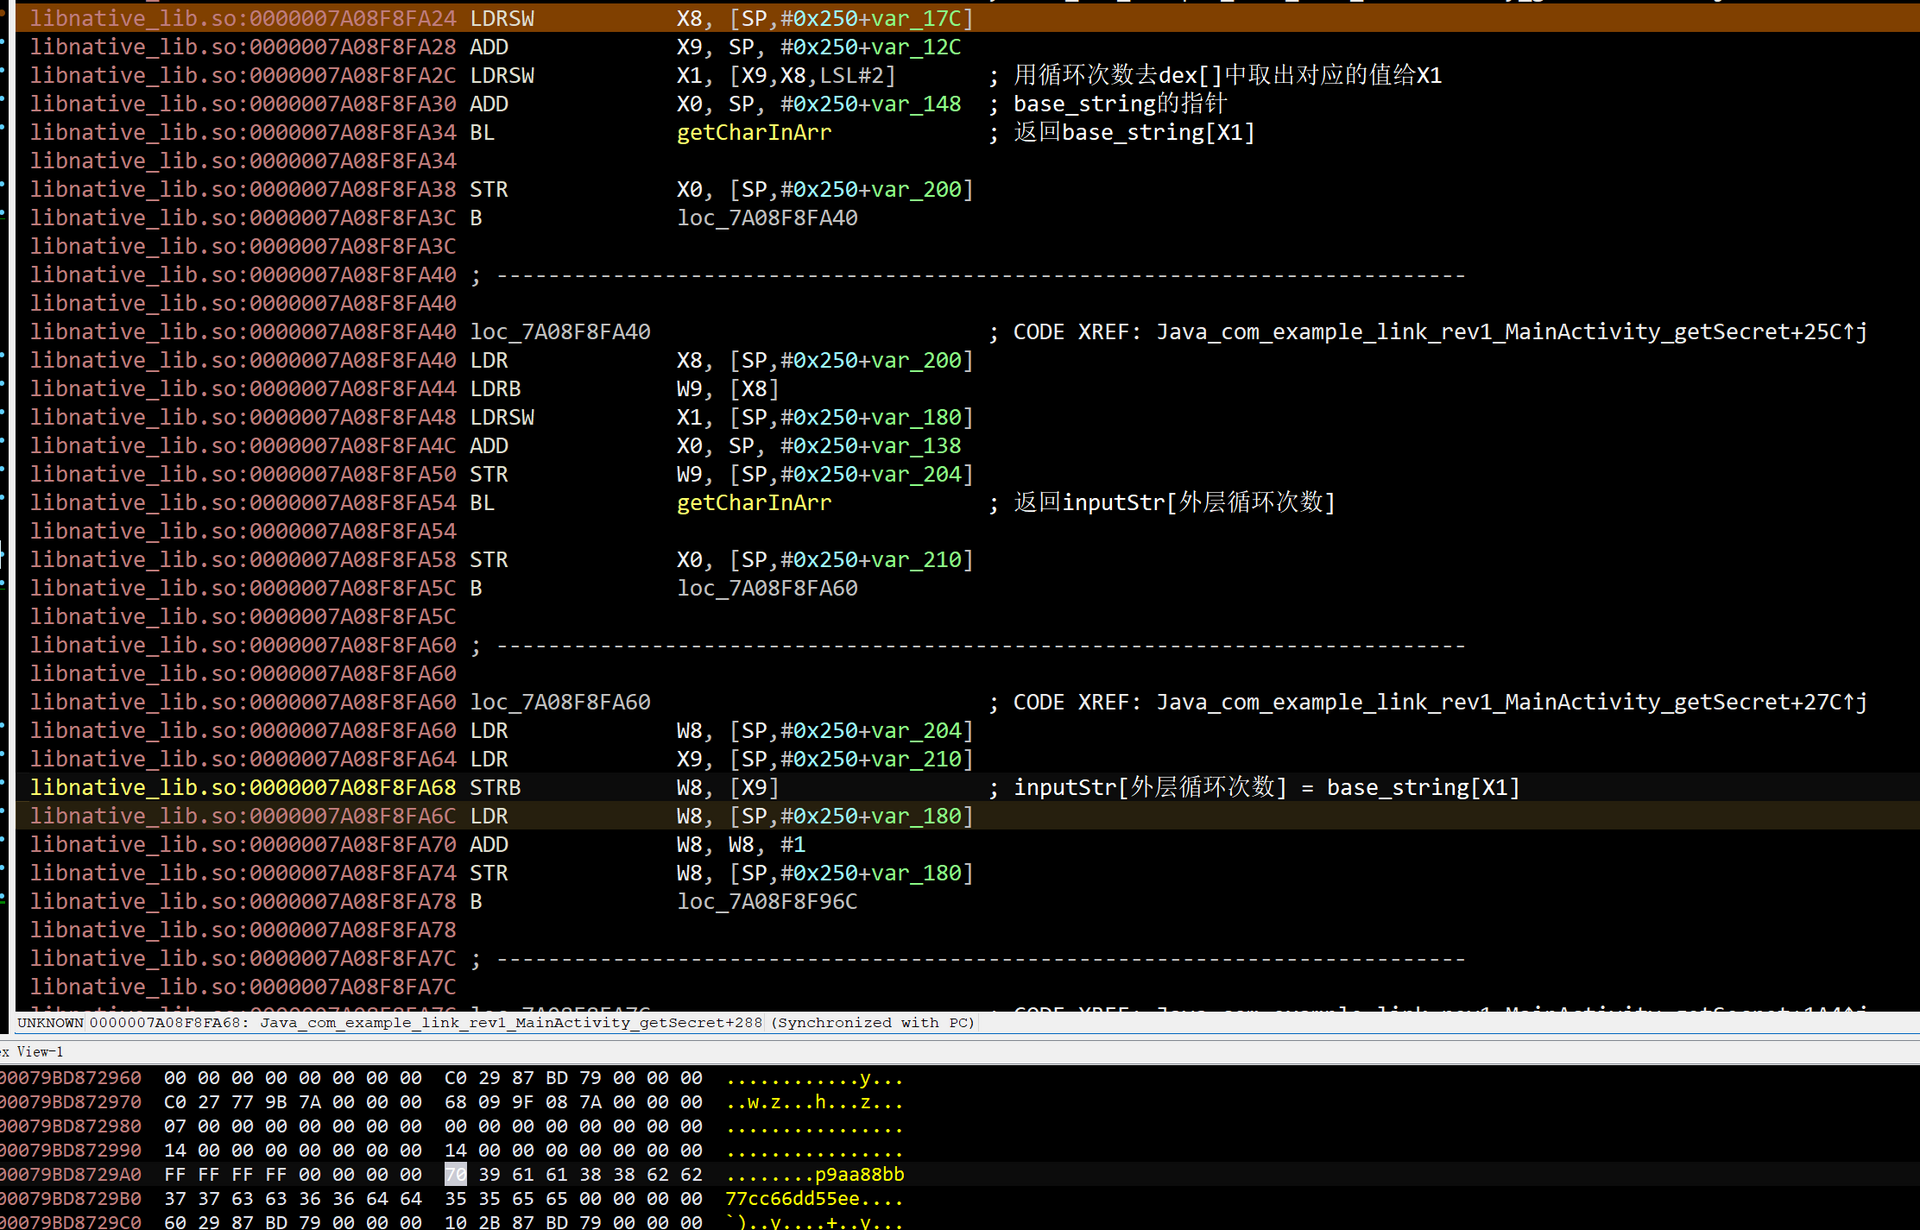 libnative_lib.so:0000007A08F8FA24 LDRSW X8, [SP,#0x250+var_17C]
libnative_lib.so:0000007A08F8FA28 ADD X9, SP, #0x250+var_12C
libnative_lib.so:0000007A08F8FA2C LDRSW X1, [X9,X8,LSL#2] ; 用循环次数去dex[]中取出对应的值给X1
libnative_lib.so:0000007A08F8FA30 ADD X0, SP, #0x250+var_148 ; base_string的指针
libnative_lib.so:0000007A08F8FA34 BL getCharInArr ; 返回base_string[X1]
libnative_lib.so:0000007A08F8FA34
libnative_lib.so:0000007A08F8FA38 STR X0, [SP,#0x250+var_200]
libnative_lib.so:0000007A08F8FA3C B loc_7A08F8FA40
libnative_lib.so:0000007A08F8FA3C
libnative_lib.so:0000007A08F8FA40 ; ---------------------------------------------------------------------------
libnative_lib.so:0000007A08F8FA40
libnative_lib.so:0000007A08F8FA40 loc_7A08F8FA40 ; CODE XREF: Java_com_example_link_rev1_MainActivity_getSecret+25C↑j
libnative_lib.so:0000007A08F8FA40 LDR X8, [SP,#0x250+var_200]
libnative_lib.so:0000007A08F8FA44 LDRB W9, [X8]
libnative_lib.so:0000007A08F8FA48 LDRSW X1, [SP,#0x250+var_180]
libnative_lib.so:0000007A08F8FA4C ADD X0, SP, #0x250+var_138
libnative_lib.so:0000007A08F8FA50 STR W9, [SP,#0x250+var_204]
libnative_lib.so:0000007A08F8FA54 BL getCharInArr ; 返回inputStr[外层循环次数]
libnative_lib.so:0000007A08F8FA54
libnative_lib.so:0000007A08F8FA58 STR X0, [SP,#0x250+var_210]
libnative_lib.so:0000007A08F8FA5C B loc_7A08F8FA60
libnative_lib.so:0000007A08F8FA5C
libnative_lib.so:0000007A08F8FA60 ; ---------------------------------------------------------------------------
libnative_lib.so:0000007A08F8FA60
libnative_lib.so:0000007A08F8FA60 loc_7A08F8FA60 ; CODE XREF: Java_com_example_link_rev1_MainActivity_getSecret+27C↑j
libnative_lib.so:0000007A08F8FA60 LDR W8, [SP,#0x250+var_204]
libnative_lib.so:0000007A08F8FA64 LDR X9, [SP,#0x250+var_210]
libnative_lib.so:0000007A08F8FA68 STRB W8, [X9] ; inputStr[外层循环次数] = base_string[X1]
libnative_lib.so:0000007A08F8FA6C LDR W8, [SP,#0x250+var_180]
libnative_lib.so:0000007A08F8FA70 ADD W8, W8, #1
libnative_lib.so:0000007A08F8FA74 STR W8, [SP,#0x250+var_180]
libnative_lib.so:0000007A08F8FA78 B loc_7A08F8F96C
libnative_lib.so:0000007A08F8FA78
libnative_lib.so:0000007A08F8FA7C ; ---------------------------------------------------------------------------
libnative_lib.so:0000007A08F8FA7C
UNKNOWN 0000007A08F8FA68: Java_com_example_link_rev1_MainActivity_getSecret+288 (Synchronized with PC)
ex View-1
00079BD872960 00 00 00 00 00 00 00 00 C0 29 87 BD 79 00 00 00 ............y...
00079BD872970 C0 27 77 9B 7A 00 00 00 68 09 9F 08 7A 00 00 00 ..w.z...h...z...
00079BD872980 07 00 00 00 00 00 00 00 00 00 00 00 00 00 00 00 ................
00079BD872990 14 00 00 00 00 00 00 00 14 00 00 00 00 00 00 00 ................
00079BD8729A0 FF FF FF FF 00 00 00 00 70 39 61 61 38 38 62 62 ........p9aa88bb
00079BD8729B0 37 37 63 63 36 36 64 64 35 35 65 65 00 00 00 00 77cc66dd55ee....
00079BD8729C0 60 29 87 BD 79 00 00 00 10 2B 87 BD 79 00 00 00 `)..y....+..y...